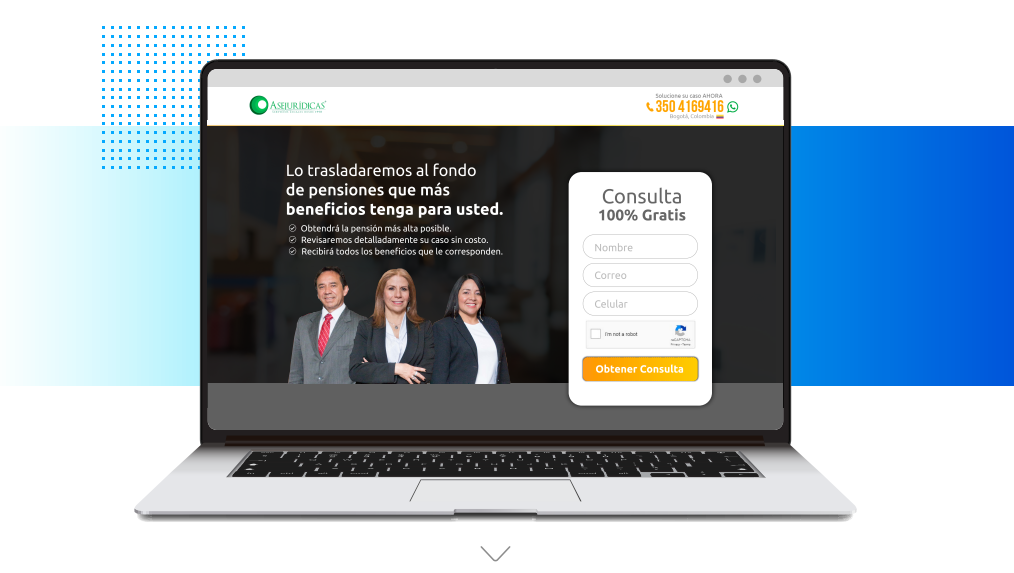 ASEJURÍDICAS
Solucione su caso AHORA
350 4169416
Bogotá, Colombia
Lo trasladaremos al fondo
de pensiones que más
beneficios tenga para usted.
Obtendrá la pensión más alta posible.
Revisaremos detalladamente su caso sin costo.
Recibirá todos los beneficios que le corresponden.
Consulta
100% Gratis
Nombre
Correo
Celular
I'm not a robot
reCAPTCHA
Privacy - Terms
Obtener Consulta